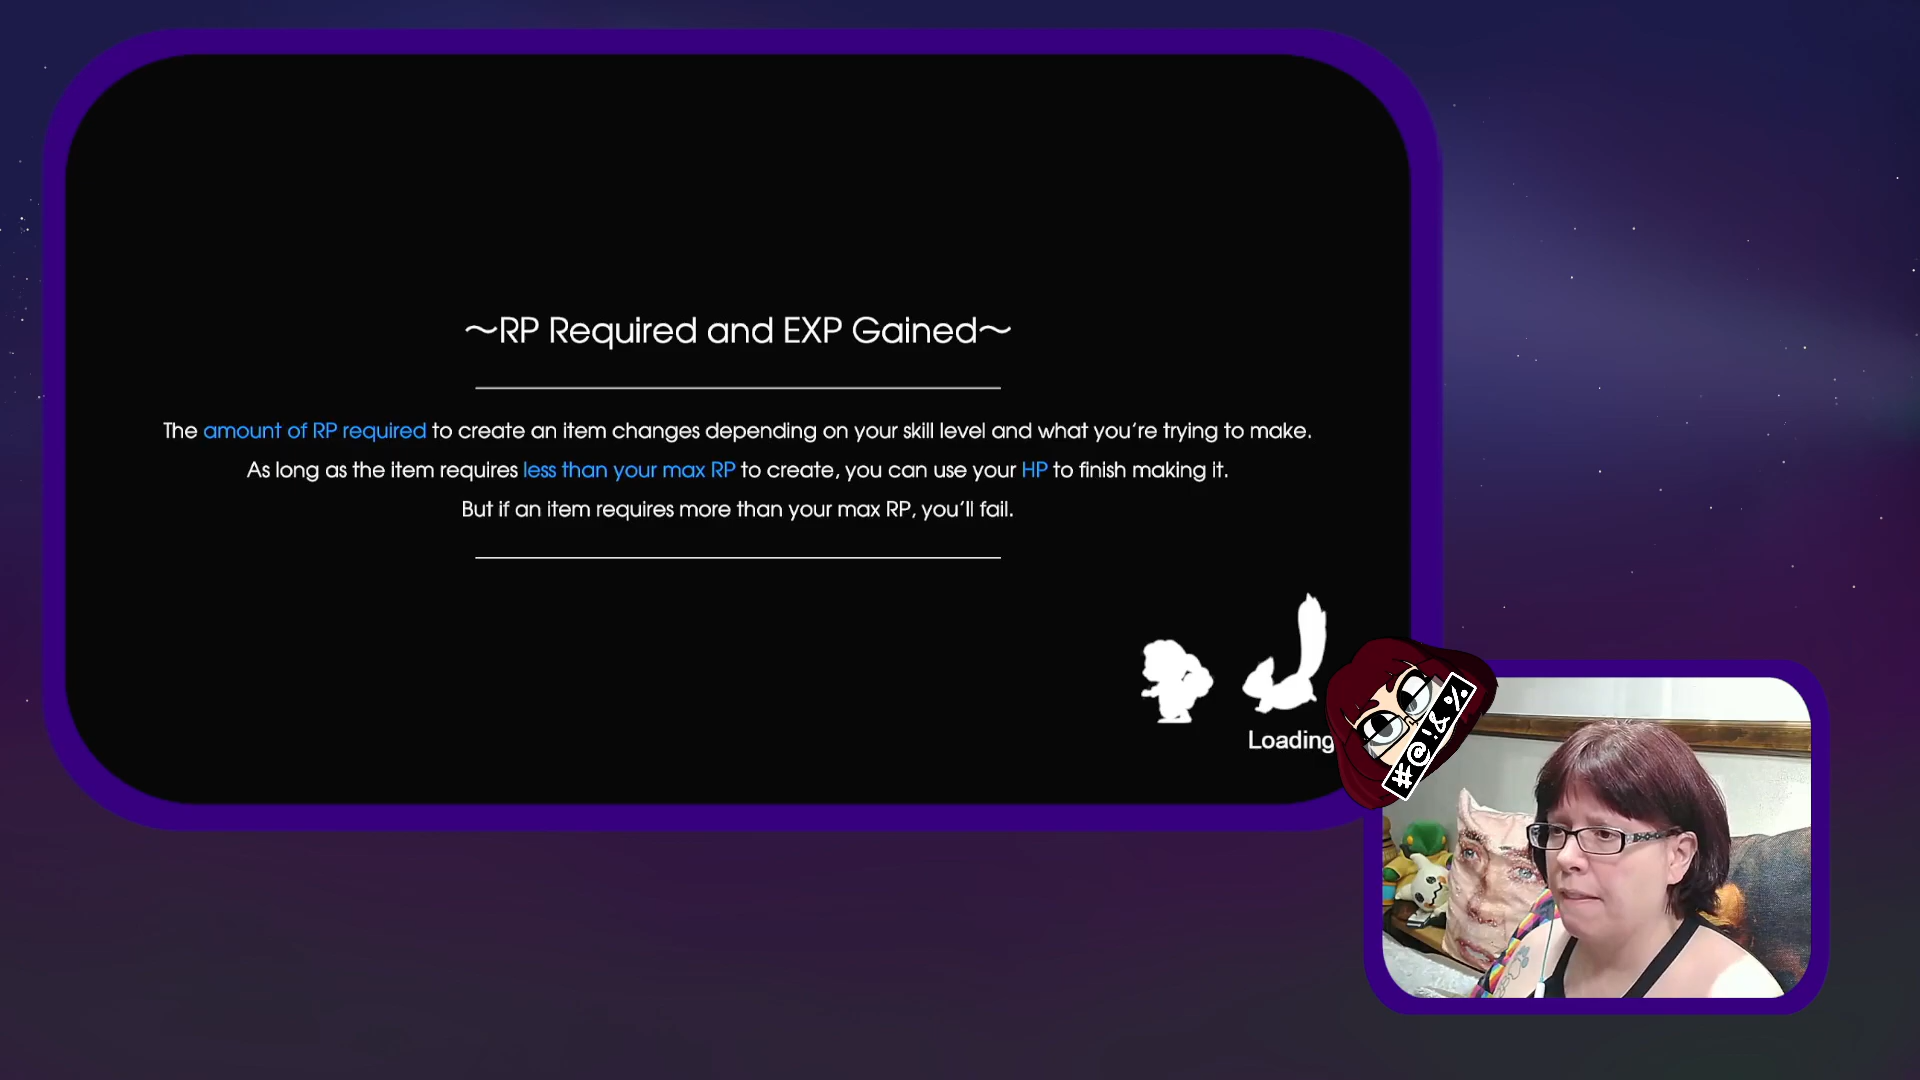 ～RP Required and EXP Gained～
The amount of RP required to create an item changes depending on your skill level and what you're trying to make.
As long as the item requires less than your max RP to create, you can use your HP to finish making it.
But if an item requires more than your max RP, you'll fail.
Loading
#@!&%